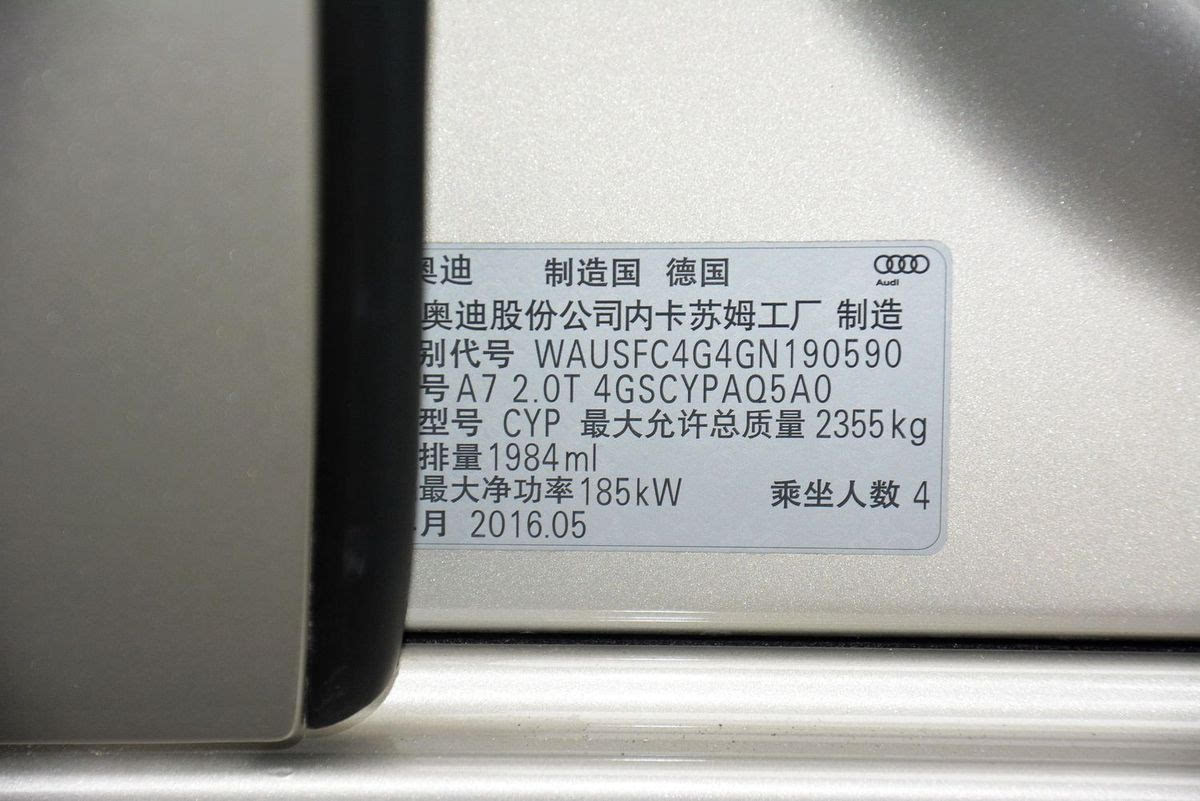 奥迪 制造国 德国
Audi
奥迪股份公司内卡苏姆工厂 制造
别代号 WAUSFC4G4GN190590
号 A7 2.0T 4GSCYPAQ5A0
型号 CYP 最大允许总质量 2355kg
排量 1984ml
最大净功率 185kW 乘坐人数 4
月 2016.05